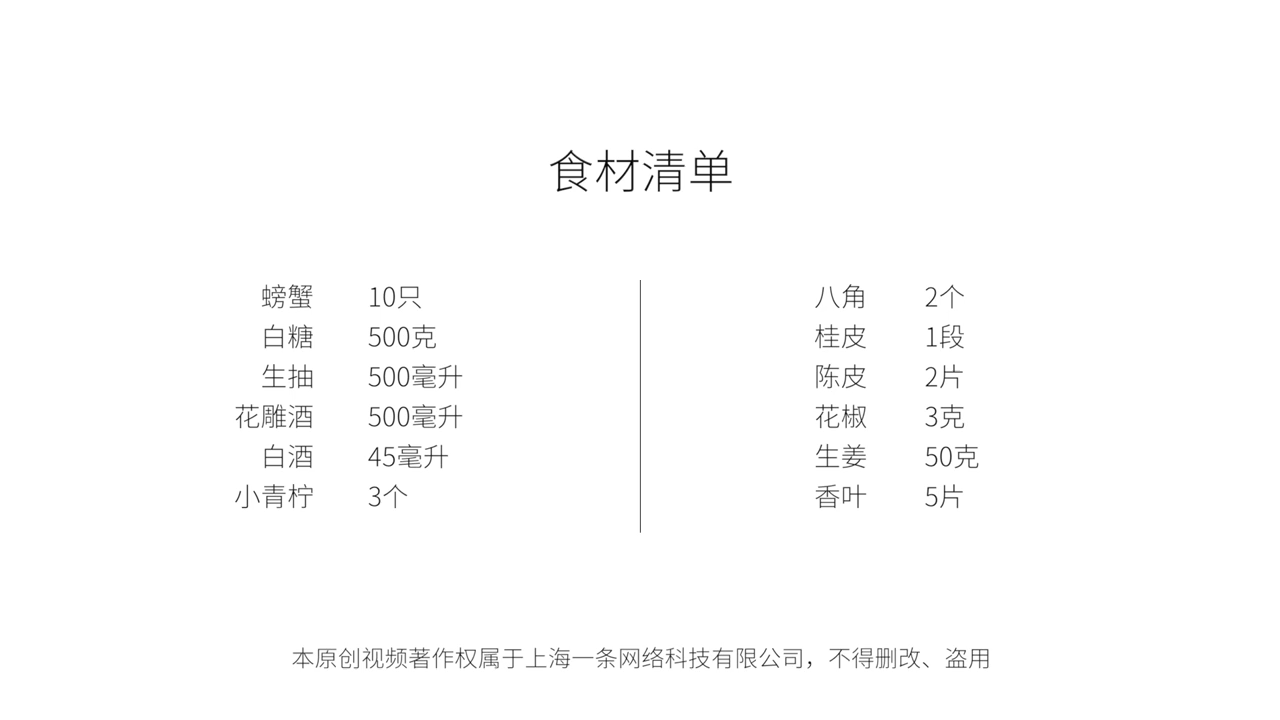 食材清单
螃蟹 10只
白糖 500克
生抽 500毫升
花雕酒 500毫升
白酒 45毫升
小青柠 3个
八角 2个
桂皮 1段
陈皮 2片
花椒 3克
生姜 50克
香叶 5片
本原创视频著作权属于上海一条网络科技有限公司，不得删改、盗用